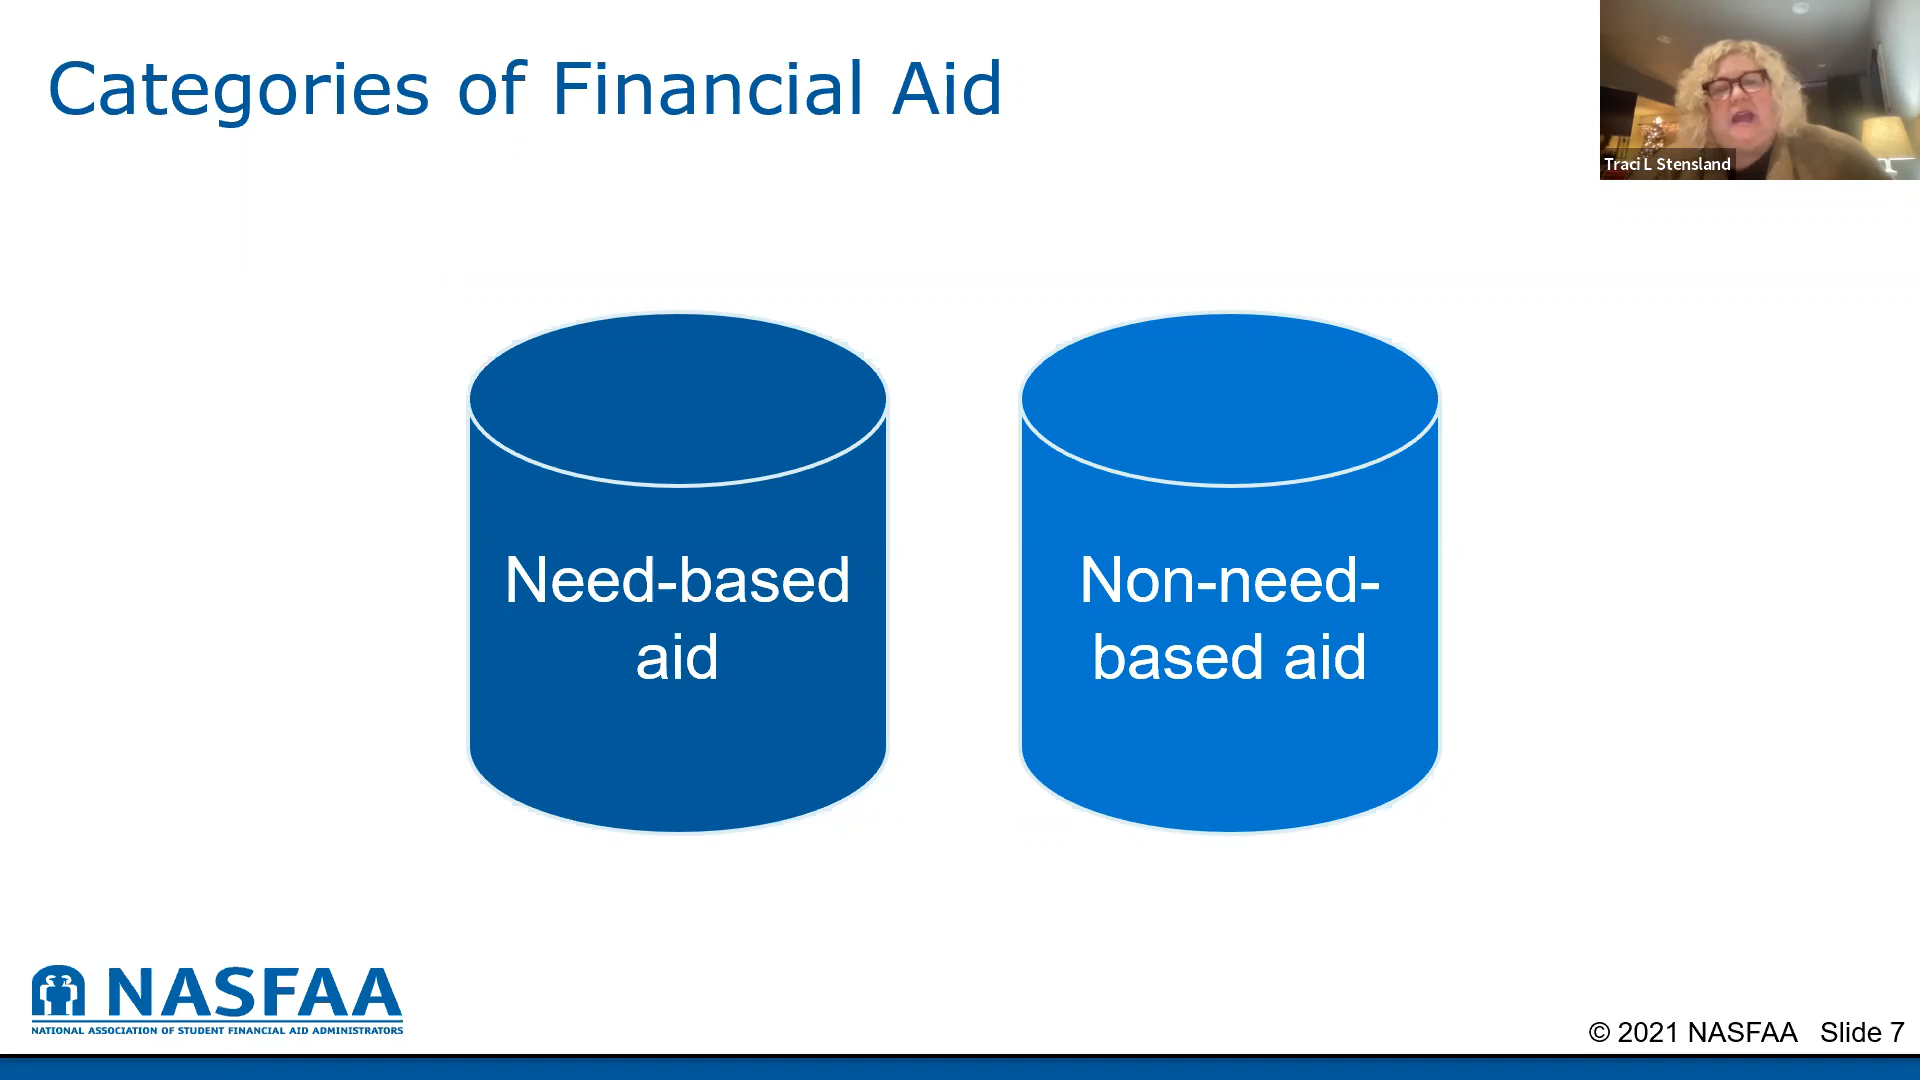 Categories of Financial Aid
Traci L Stensland
Need-based
aid
Non-need-
based aid
NASFAA
NATIONAL ASSOCIATION OF STUDENT FINANCIAL AID ADMINISTRATORS
© 2021 NASFAA Slide 7